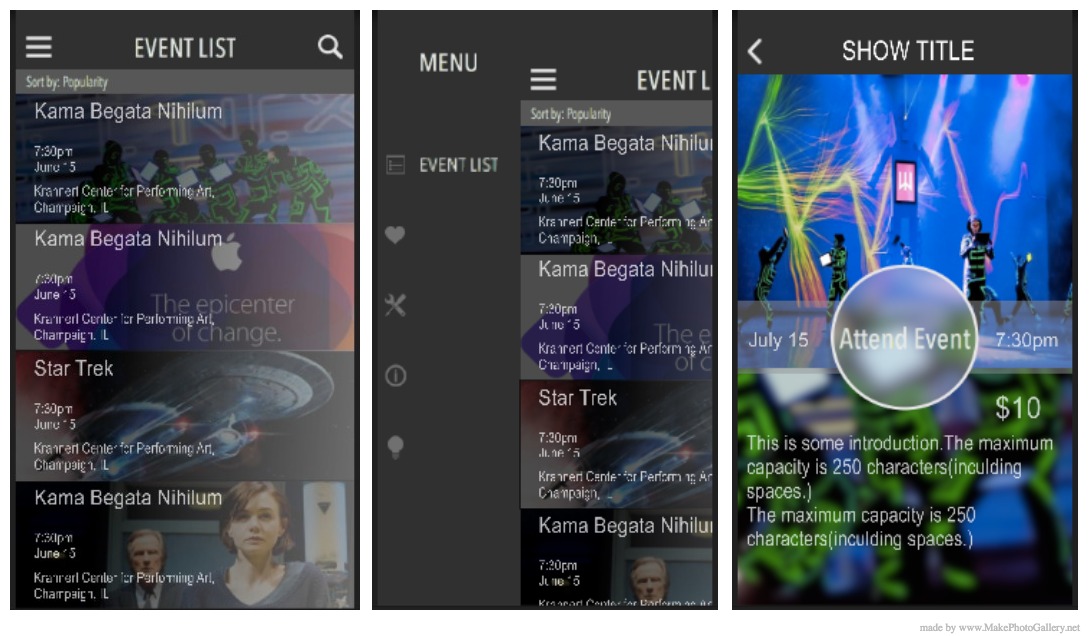 EVENT LIST
Sort by: Popularity
Kama Begata Nihilum
7:30pm
June 15
Krannert Center for Performing Art,
Champaign, IL
Kama Begata Nihilum
The epicenter
of change.
7:30pm
June 15
Krannert Center for Performing Art,
Champaign, IL
Star Trek
7:30pm
June 15
Krannert Center for Performing Art,
Champaign, IL
Kama Begata Nihilum
7:30pm
June 15
Krannert Center for Performing Art,
Champaign, IL
MENU
EVENT LIST
EVENT L
Sort by: Popularity
Kama Begata Nihilu
7:30pm
June 15
Krannert Center for Performing Ar
Champaign,
Kama Begata Nihilu
The e
of c
7:30pm
June 15
Krannert Center for Performing Ar
Champaign,
Star Trek
7:30pm
June 15
Krannert Center for Performing Ar
Champaign,
Kama Begata Nihilu
7:30pm
June 15
Krannert Center for Performing Ar
SHOW TITLE
July 15
Attend Event
7:30pm
$10
This is some introduction.The maximum
capacity is 250 characters(inculding
spaces.)
The maximum capacity is 250
characters(inculding spaces.)
made by www.MakePhotoGallery.net